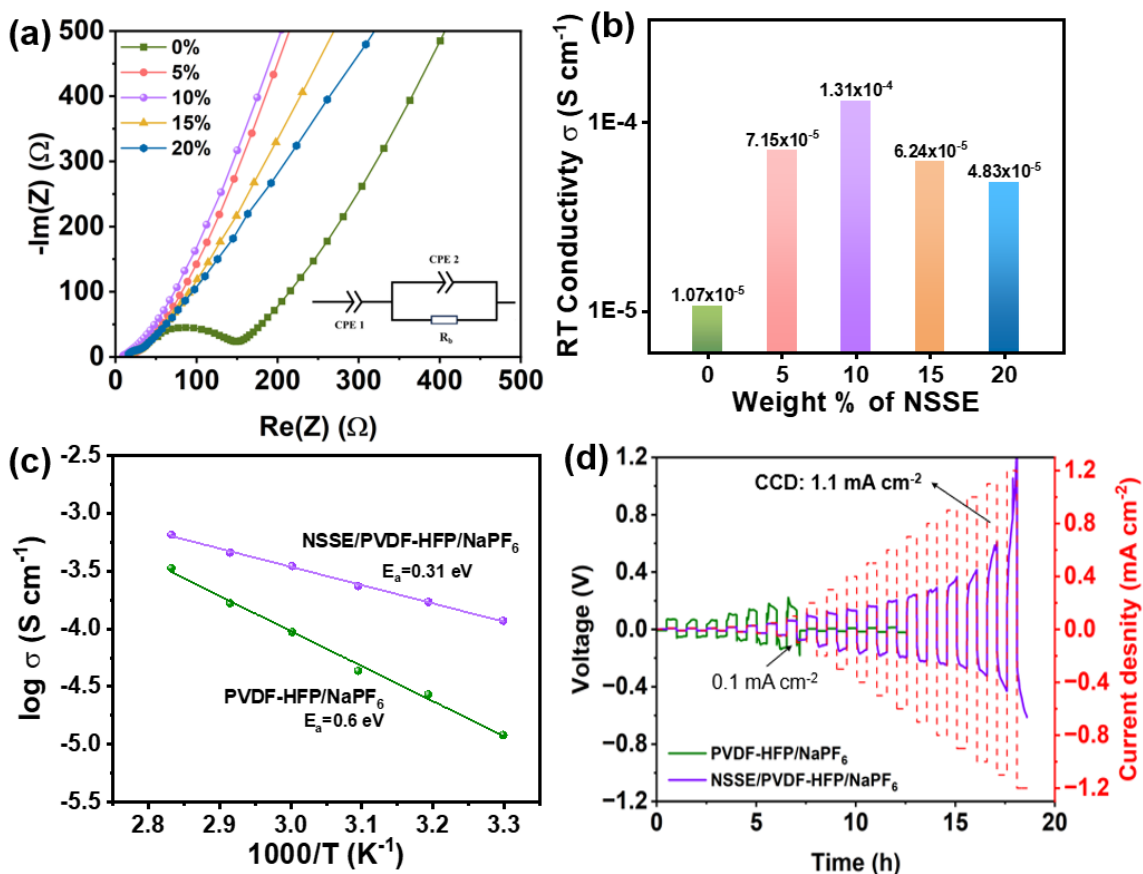 (a)
500
400
300
200
100
0
-Im(Z) (Ω)
0%
5%
10%
15%
20%
CPE 1
CPE 2
R_b
0 100 200 300 400 500
Re(Z) (Ω)
(b)
RT Conductivty σ (S cm⁻¹)
1E-4
1E-5
1.07x10⁻⁵
7.15x10⁻⁵
1.31x10⁻⁴
6.24x10⁻⁵
4.83x10⁻⁵
0 5 10 15 20
Weight % of NSSE
(c)
-2.5
-3.0
-3.5
-4.0
-4.5
-5.0
-5.5
log σ (S cm⁻¹)
NSSE/PVDF-HFP/NaPF₆
Eₐ=0.31 eV
PVDF-HFP/NaPF₆
Eₐ=0.6 eV
2.8 2.9 3.0 3.1 3.2 3.3
1000/T (K⁻¹)
(d)
1.2
0.8
0.4
0.0
−0.4
−0.8
−1.2
Voltage (V)
CCD: 1.1 mA cm⁻²
0.1 mA cm⁻²
PVDF-HFP/NaPF₆
NSSE/PVDF-HFP/NaPF₆
1.2
0.8
0.4
0.0
−0.4
−0.8
−1.2
Current desnity (mA cm⁻²)
0 5 10 15 20
Time (h)